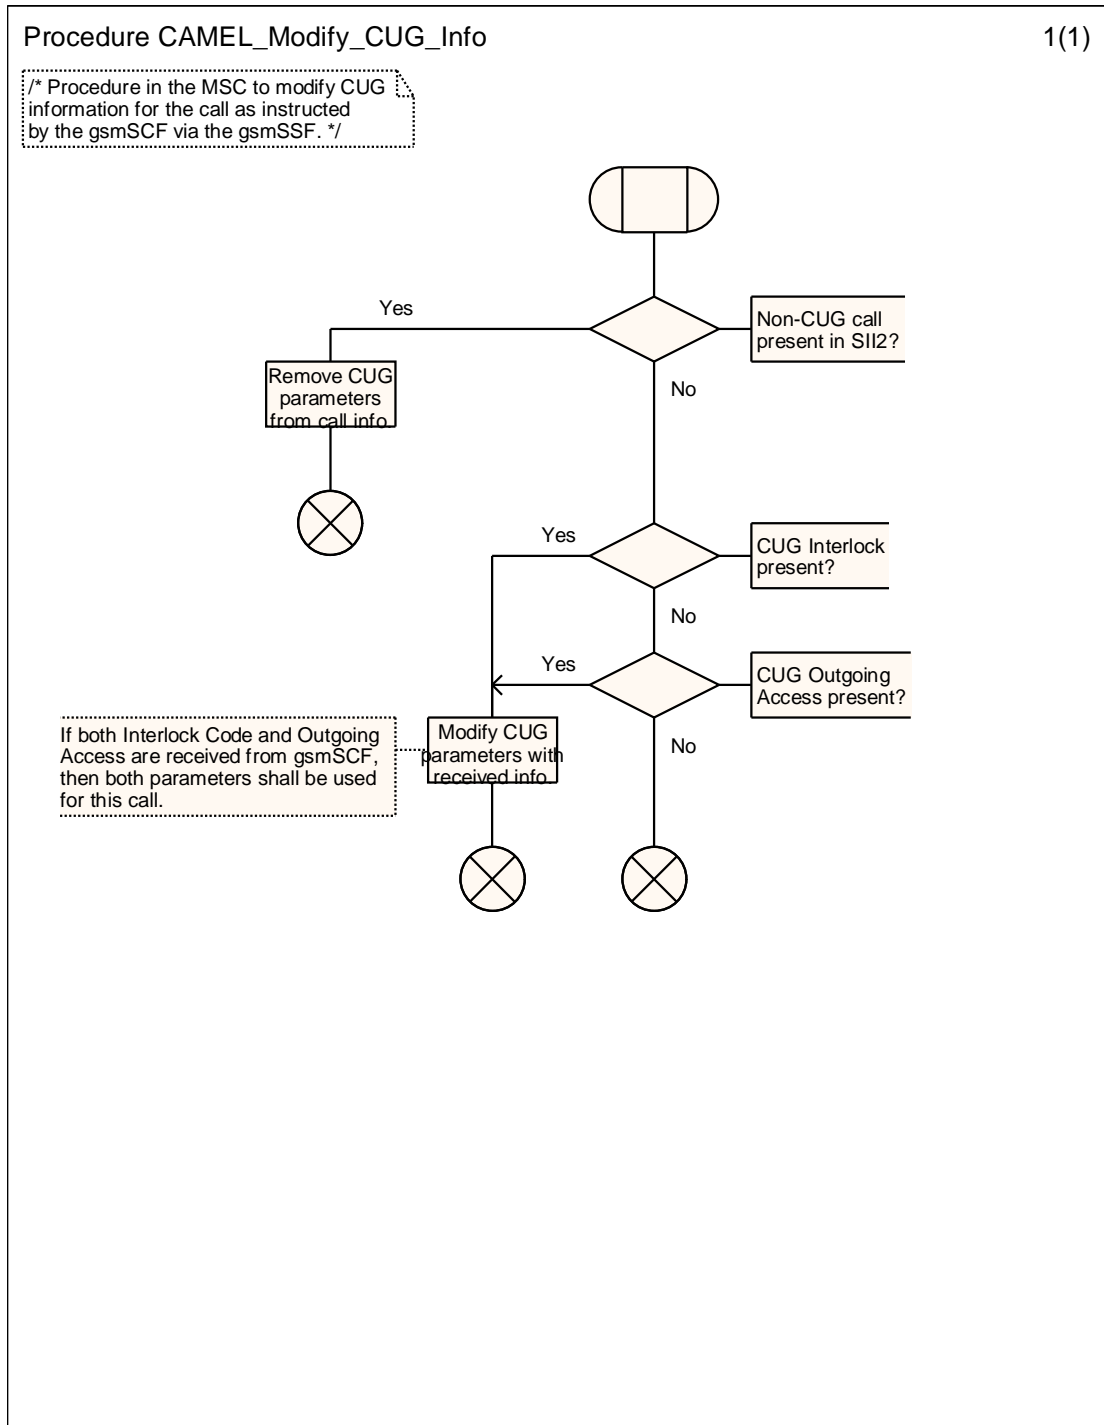 Procedure CAMEL_Modify_CUG_Info
1(1)
/* Procedure in the MSC to modify CUG
information for the call as instructed
by the gsmSCF via the gsmSSF. */
Yes
Non-CUG call
present in SII2?
Remove CUG
parameters
from call info.
No
Yes
CUG Interlock
present?
No
Yes
CUG Outgoing
Access present?
If both Interlock Code and Outgoing
Access are received from gsmSCF,
then both parameters shall be used
for this call.
Modify CUG
parameters with
received info.
No